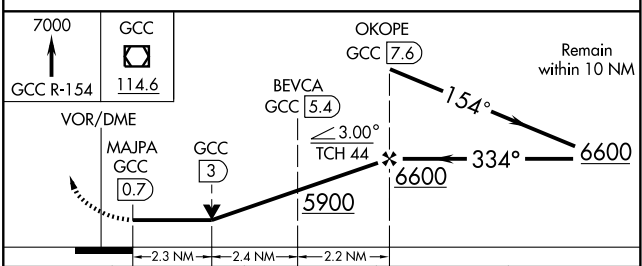 7000
GCC R-154
GCC
114.6
OKOPE
GCC 7.6
Remain
within 10 NM
BEVCA
GCC 5.4
154°
VOR/DME
MAJPA
GCC
0.7
GCC
3
3.00°
TCH 44
334°
6600
6600
5900
2.3 NM
2.4 NM
2.2 NM